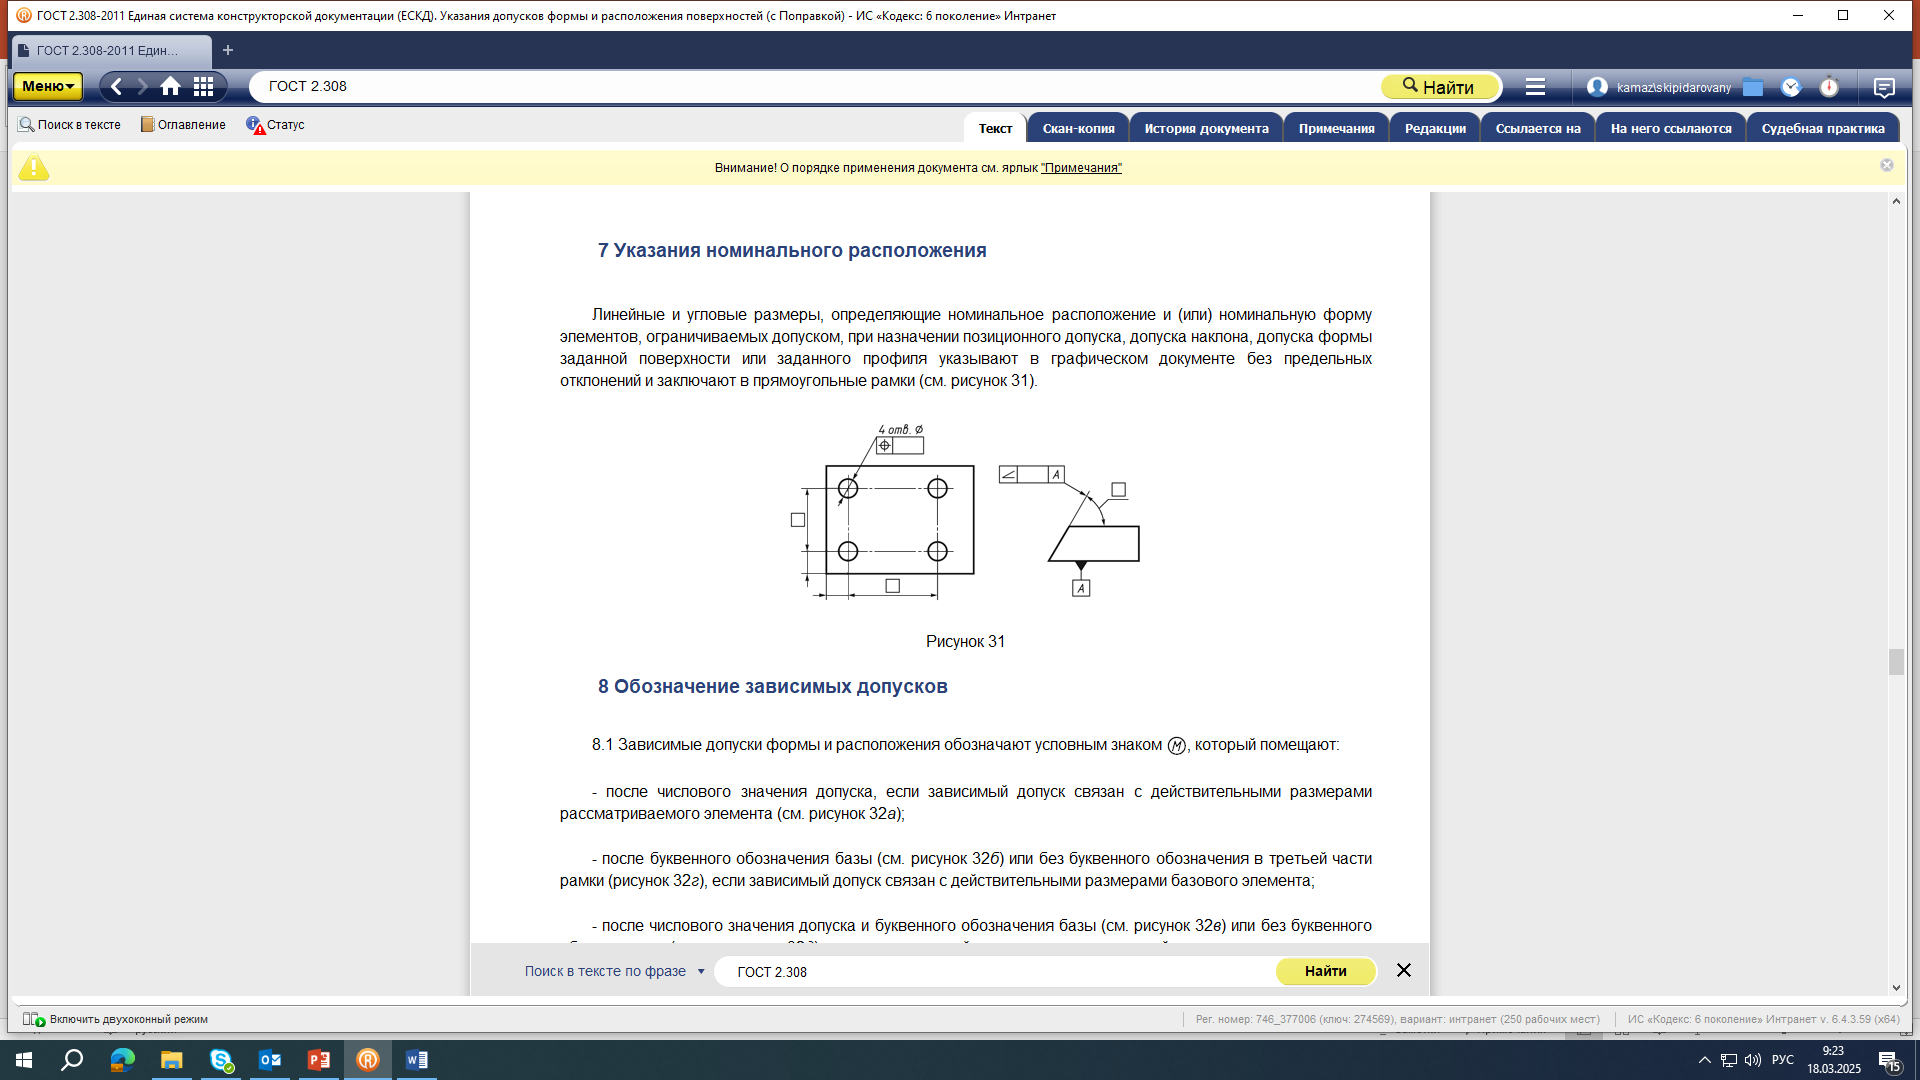 ГОСТ 2.308-2011 Единая система конструкторской документации (ЕСКД). Указания допусков формы и расположения поверхностей (с Поправкой) - ИС «Кодекс: 6 поколение» Интранет
ГОСТ 2.308-2011 Един...
Меню
ГОСТ 2.308
Найти
kamaz\skipidarovany
Поиск в тексте
Оглавление
Статус
Текст
Скан-копия
История документа
Примечания
Редакции
Ссылается на
На него ссылаются
Судебная практика
Внимание! О порядке применения документа см. ярлык "Примечания"
7 Указания номинального расположения
Линейные и угловые размеры, определяющие номинальное расположение и (или) номинальную форму
элементов, ограничиваемых допуском, при назначении позиционного допуска, допуска наклона, допуска формы
заданной поверхности или заданного профиля указывают в графическом документе без предельных
отклонений и заключают в прямоугольные рамки (см. рисунок 31).
4 отв. ⌀
A
A
Рисунок 31
8 Обозначение зависимых допусков
8.1 Зависимые допуски формы и расположения обозначают условным знаком Ⓜ, который помещают:
- после числового значения допуска, если зависимый допуск связан с действительными размерами
рассматриваемого элемента (см. рисунок 32а);
- после буквенного обозначения базы (см. рисунок 32б) или без буквенного обозначения в третьей части
рамки (рисунок 32г), если зависимый допуск связан с действительными размерами базового элемента;
- после числового значения допуска и буквенного обозначения базы (см. рисунок 32в) или без буквенного
Поиск в тексте по фразе
ГОСТ 2.308
Найти
Включить двухоконный режим
Рег. номер: 746_377006 (ключ: 274569), вариант: интранет (250 рабочих мест)
ИС «Кодекс: 6 поколение» Интранет v. 6.4.3.59 (x64)
РУС
9:23
18.03.2025
15